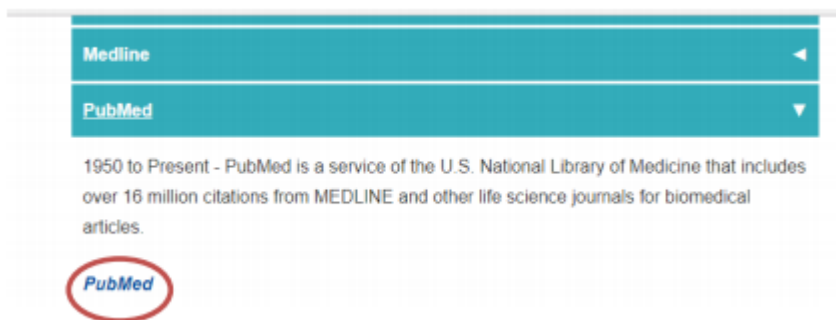 Medline
PubMed
1950 to Present - PubMed is a service of the U.S. National Library of Medicine that includes
over 16 million citations from MEDLINE and other life science journals for biomedical
articles.
PubMed